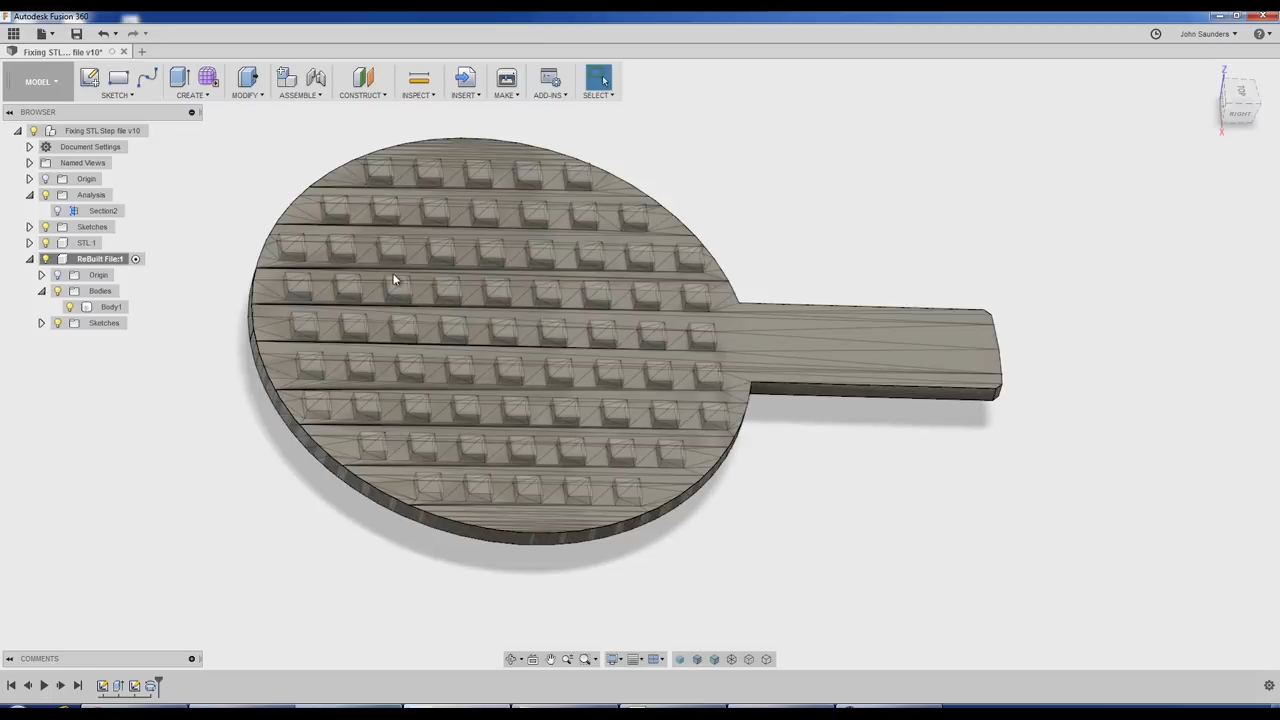 Autodesk Fusion 360
John Saunders
Fixing STL... file v10*
MODEL
SKETCH
CREATE
MODIFY
ASSEMBLE
CONSTRUCT
INSPECT
INSERT
MAKE
ADD-INS
SELECT
BROWSER
Fixing STL Step file v10
Document Settings
Named Views
Origin
Analysis
Section2
Sketches
STL:1
ReBuilt File:1
Origin
Bodies
Body1
Sketches
Z
RIGHT
X
COMMENTS